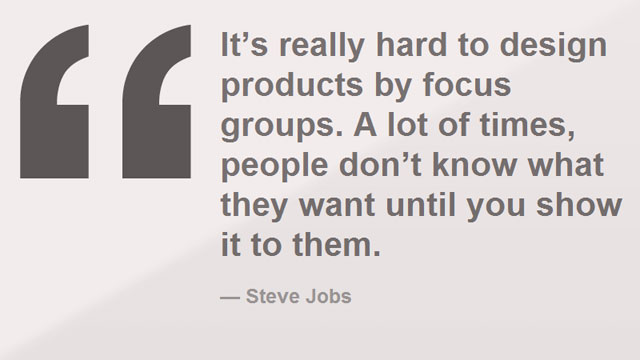 It’s really hard to design
products by focus
groups. A lot of times,
people don’t know what
they want until you show
it to them.
— Steve Jobs